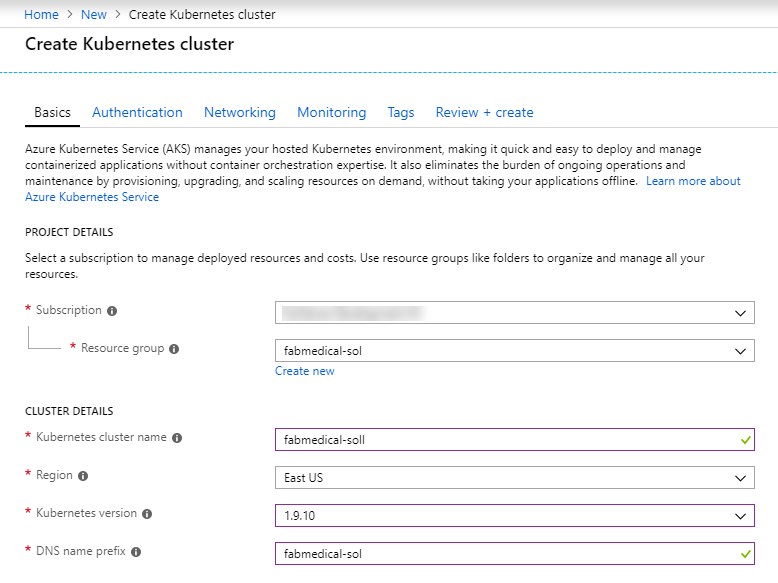 Home > New > Create Kubernetes cluster
Create Kubernetes cluster
Basics Authentication Networking Monitoring Tags Review + create
Azure Kubernetes Service (AKS) manages your hosted Kubernetes environment, making it quick and easy to deploy and manage
containerized applications without container orchestration expertise. It also eliminates the burden of ongoing operations and
maintenance by provisioning, upgrading, and scaling resources on demand, without taking your applications offline. Learn more about
Azure Kubernetes Service
PROJECT DETAILS
Select a subscription to manage deployed resources and costs. Use resource groups like folders to organize and manage all your
resources.
* Subscription
* Resource group fabmedical-sol
Create new
CLUSTER DETAILS
* Kubernetes cluster name fabmedical-soll
* Region East US
* Kubernetes version 1.9.10
* DNS name prefix fabmedical-sol